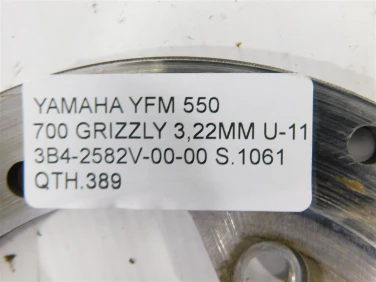 YAMAHA YFM 550
700 GRIZZLY 3,22MM U-11
3B4-2582V-00-00 S.1061
QTH.389